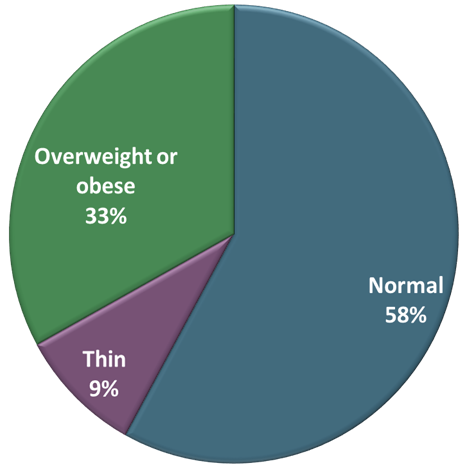 Overweight or
obese
33%
Normal
58%
Thin
9%